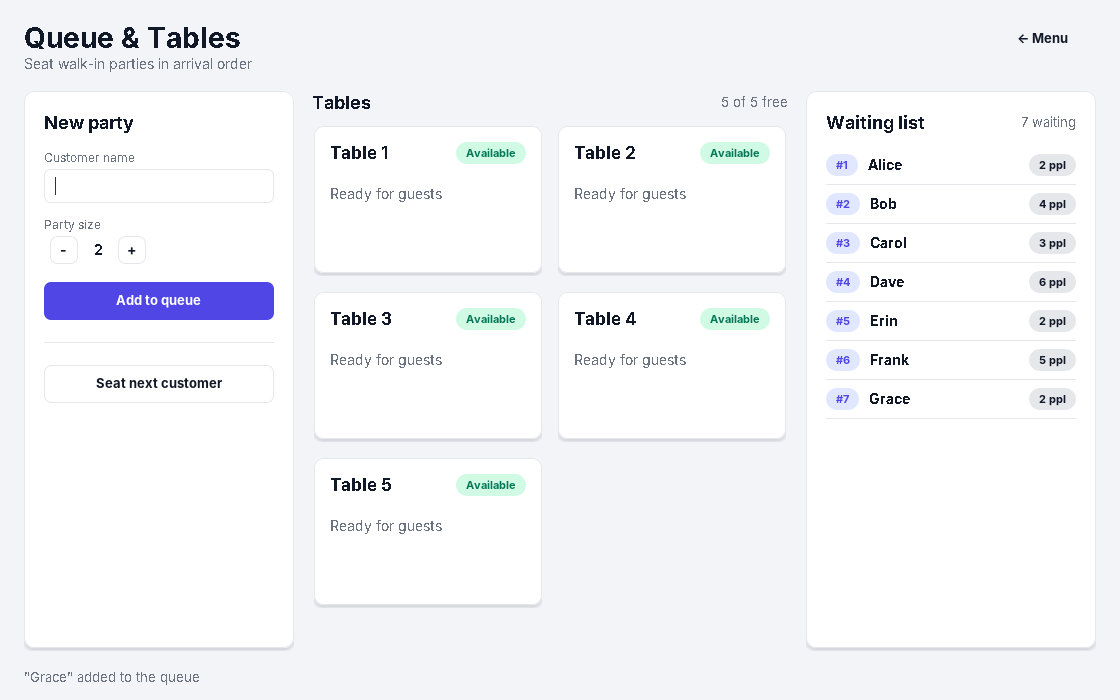 Queue & Tables
Seat walk-in parties in arrival order
← Menu
New party
Customer name
Party size
- 2 +
Add to queue
Seat next customer
Tables
5 of 5 free
Table 1
Available
Ready for guests
Table 2
Available
Ready for guests
Table 3
Available
Ready for guests
Table 4
Available
Ready for guests
Table 5
Available
Ready for guests
Waiting list
7 waiting
#1 Alice 2 ppl
#2 Bob 4 ppl
#3 Carol 3 ppl
#4 Dave 6 ppl
#5 Erin 2 ppl
#6 Frank 5 ppl
#7 Grace 2 ppl
"Grace" added to the queue